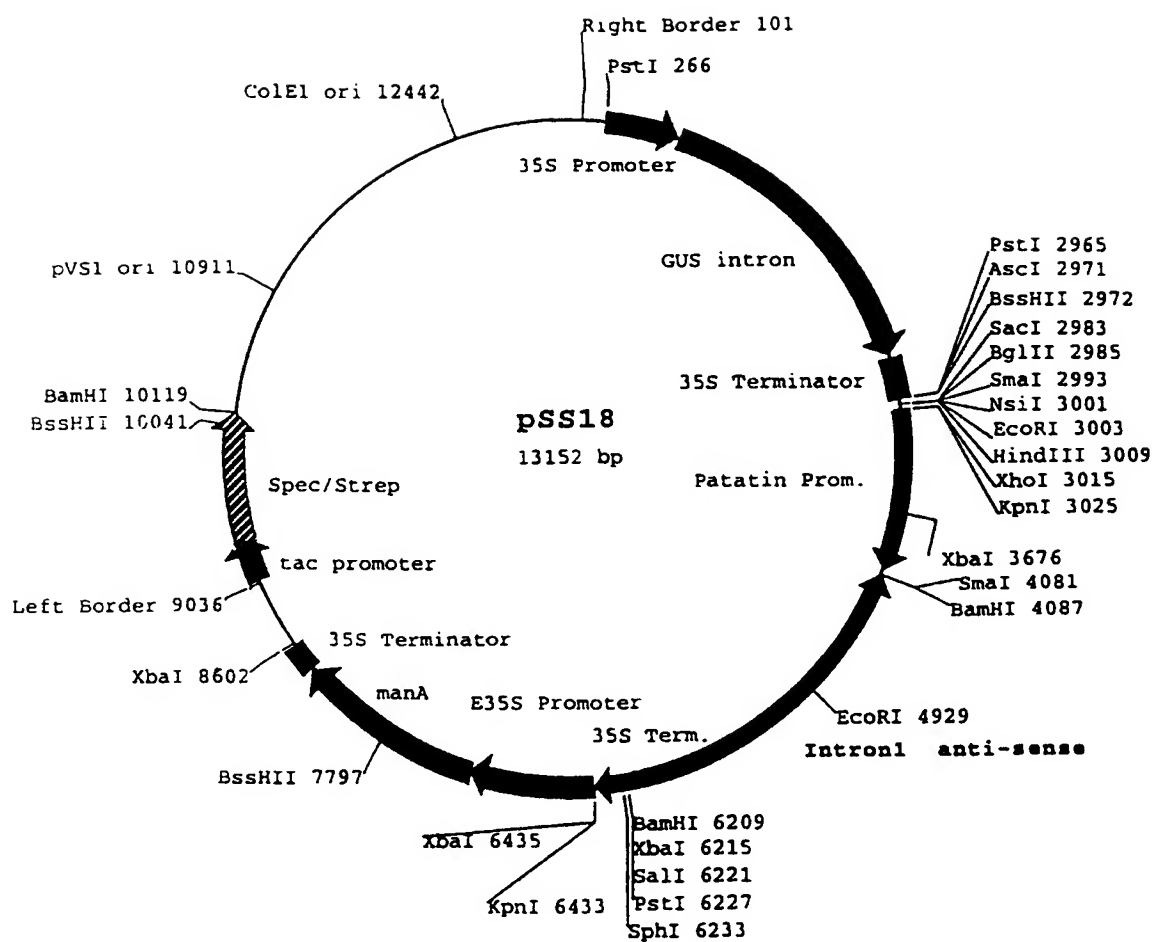 Right Border 101
PstI 266
ColE1 ori 12442
35S Promoter
GUS intron
pVS1 ori 10911
PstI 2965
AscI 2971
BssHII 2972
SacI 2983
BglII 2985
SmaI 2993
NsiI 3001
EcoRI 3003
HindIII 3009
XhoI 3015
KpnI 3025
35S Terminator
BamHI 10119
BssHII 10041
pSS18
13152 bp
Patatin Prom.
Spec/Strep
XbaI 3676
SmaI 4081
BamHI 4087
tac promoter
Left Border 9036
35S Terminator
XbaI 8602
manA
E35S Promoter
EcoRI 4929
35S Term.
Intron1 anti-sense
BssHII 7797
BamHI 6209
XbaI 6215
SalI 6221
PstI 6227
SphI 6233
XbaI 6435
KpnI 6433